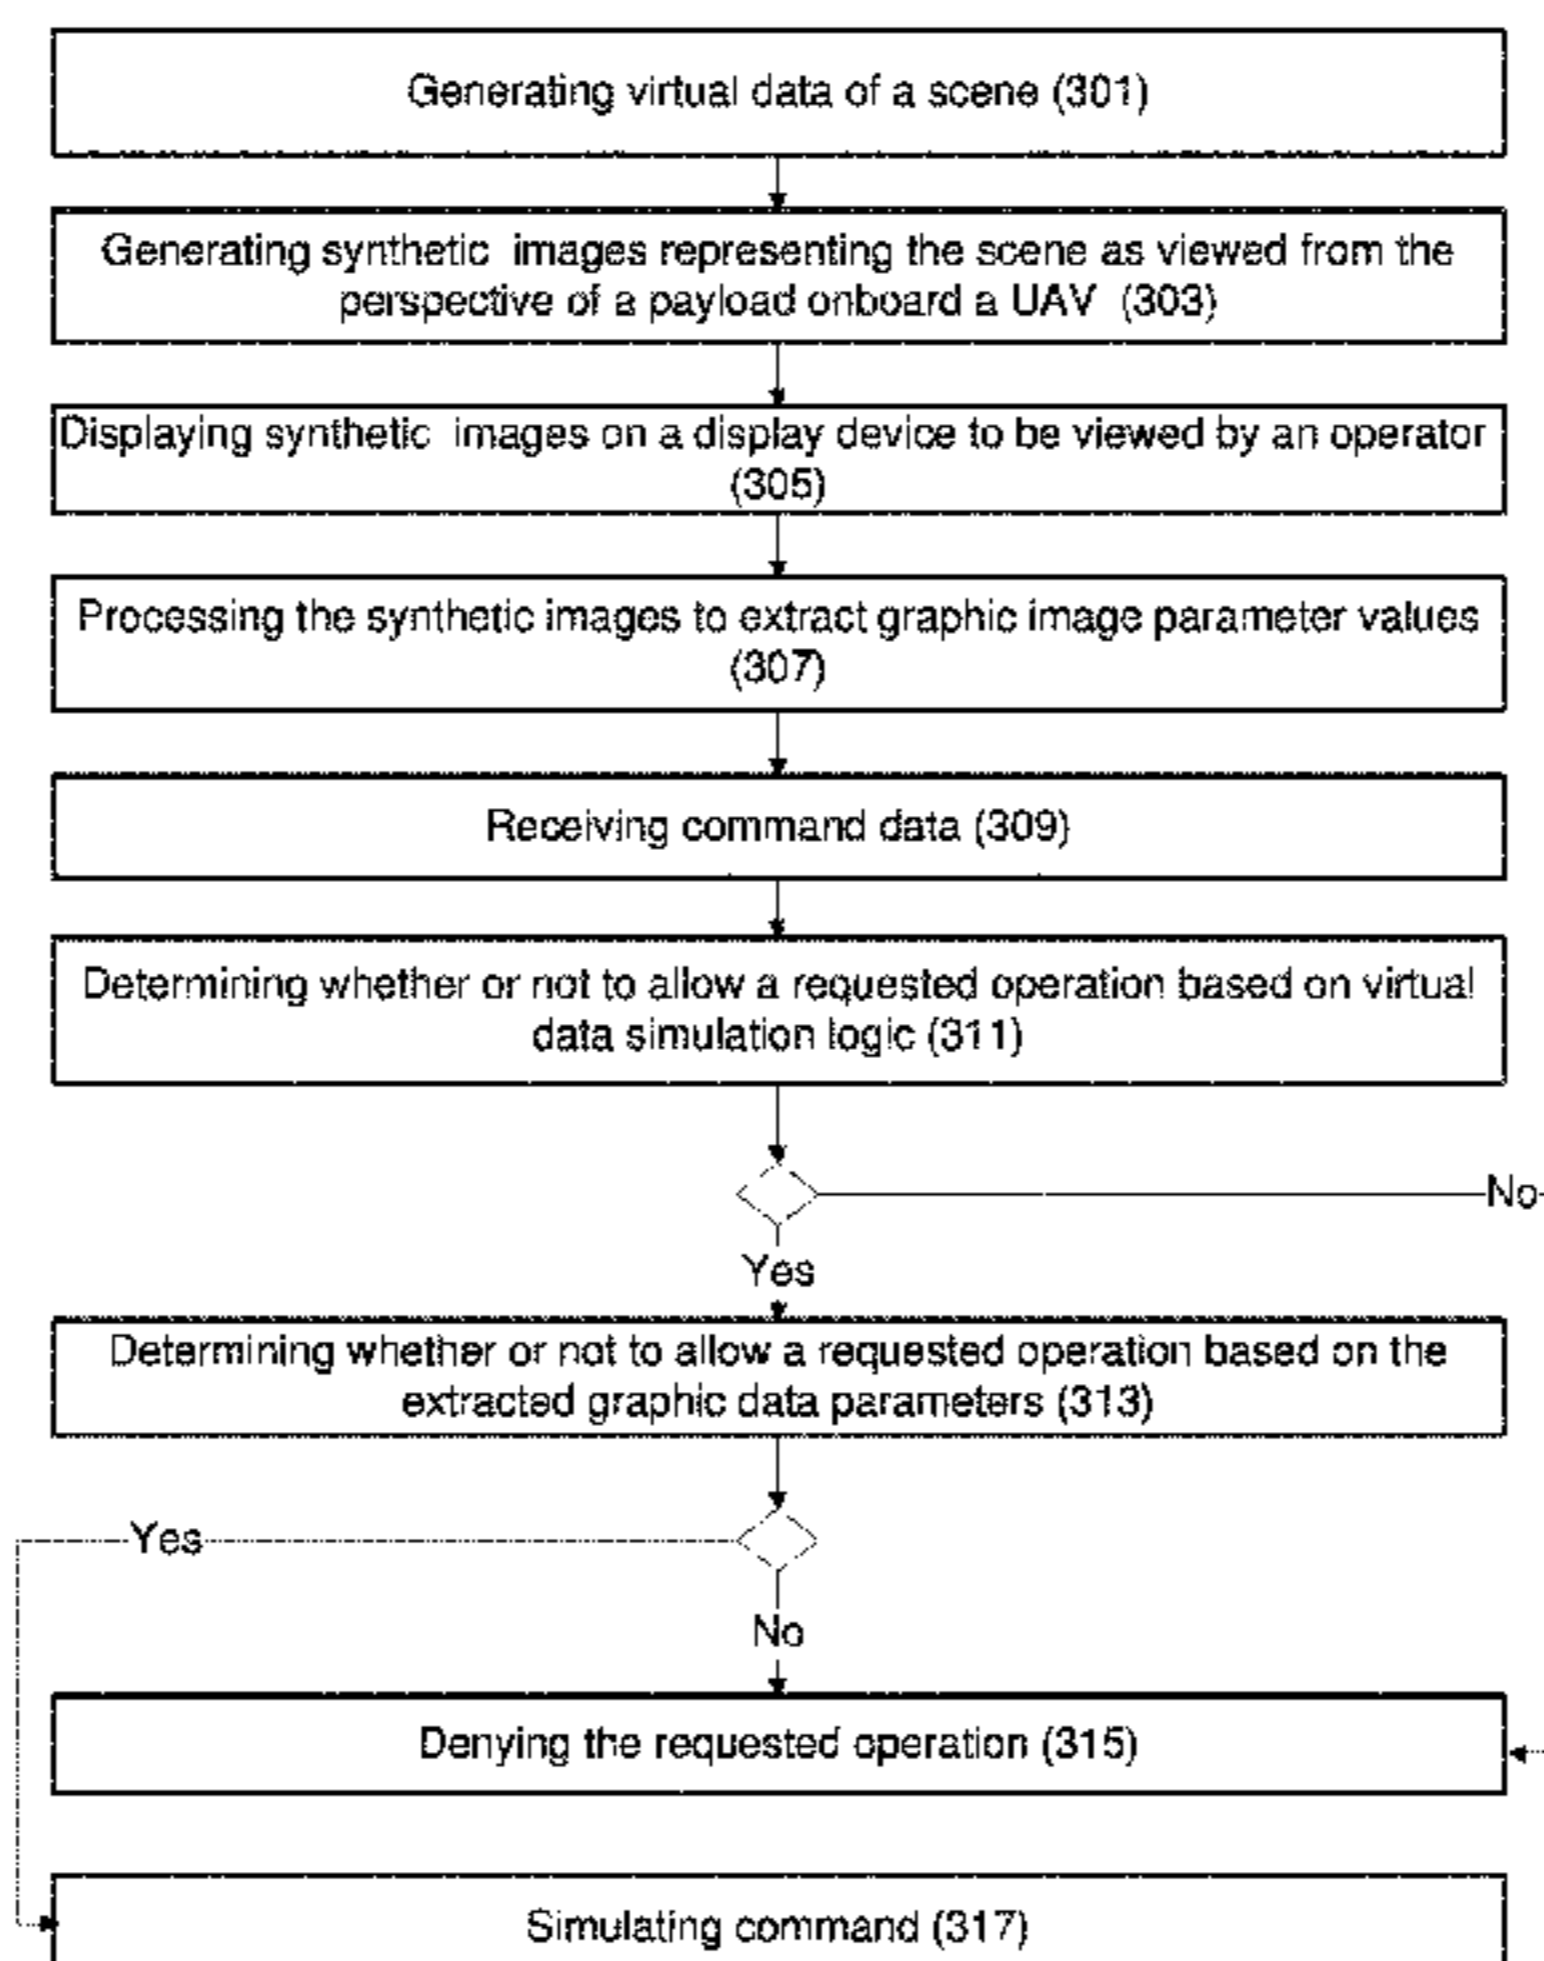 Generating virtual data of a scene (301)
Generating synthetic images representing the scene as viewed from the
perspective of a payload onboard a UAV (303)
Displaying synthetic images on a display device to be viewed by an operator
(305)
Processing the synthetic images to extract graphic image parameter values
(307)
Receiving command data (309)
Determining whether or not to allow a requested operation based on virtual
data simulation logic (311)
No
Yes
Determining whether or not to allow a requested operation based on the
extracted graphic data parameters (313)
Yes
No
Denying the requested operation (315)
Simulating command (317)